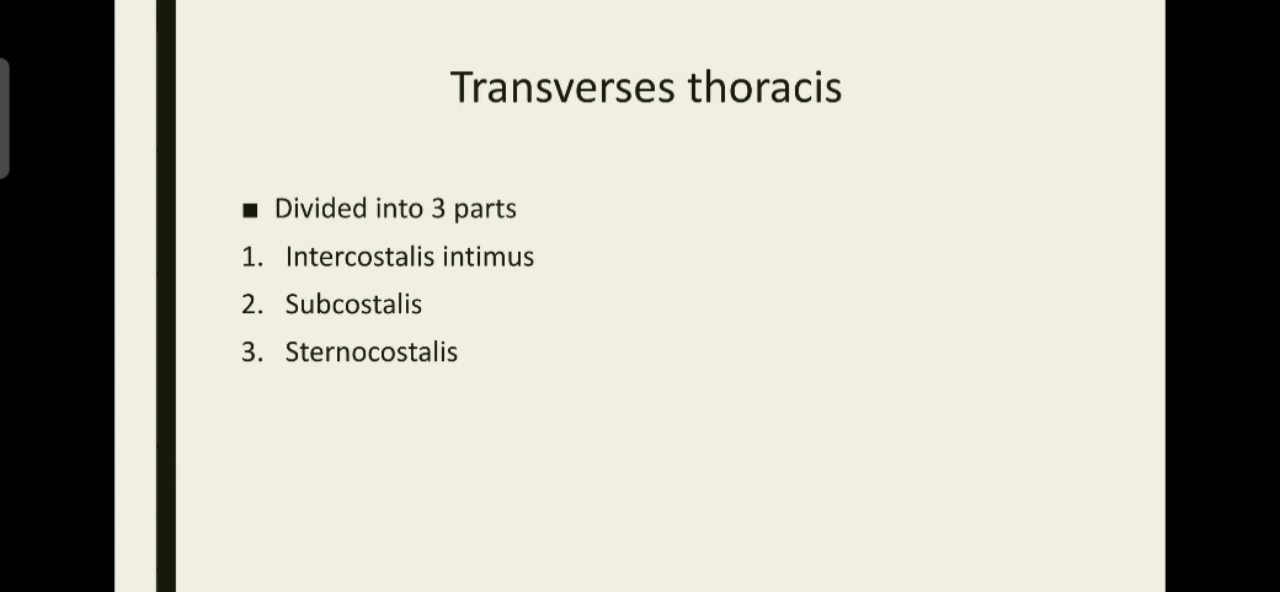 Transverses thoracis
▪ Divided into 3 parts
1. Intercostalis intimus
2. Subcostalis
3. Sternocostalis